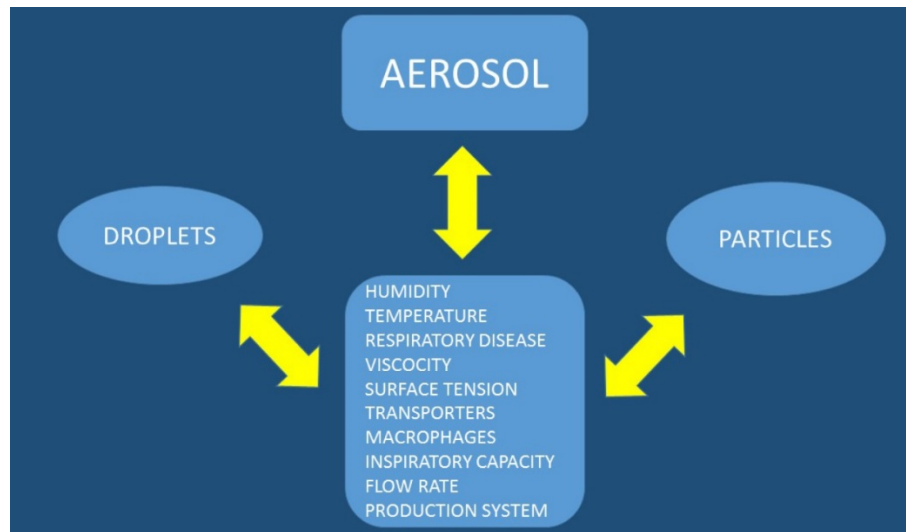 AEROSOL
DROPLETS
PARTICLES
HUMIDITY
TEMPERATURE
RESPIRATORY DISEASE
VISCOCITY
SURFACE TENSION
TRANSPORTERS
MACROPHAGES
INSPIRATORY CAPACITY
FLOW RATE
PRODUCTION SYSTEM